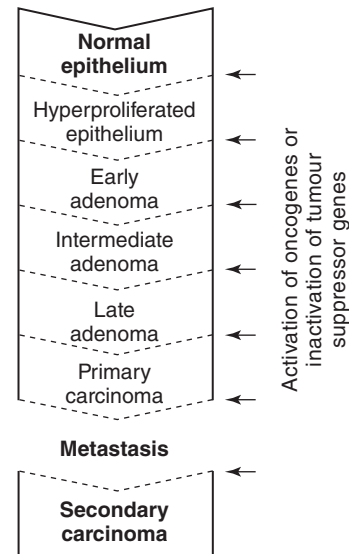 Normal
epithelium
Hyperproliferated
epithelium
Early
adenoma
Intermediate
adenoma
Late
adenoma
Primary
carcinoma
Metastasis
Secondary
carcinoma
Activation of oncogenes or
inactivation of tumour
suppressor genes